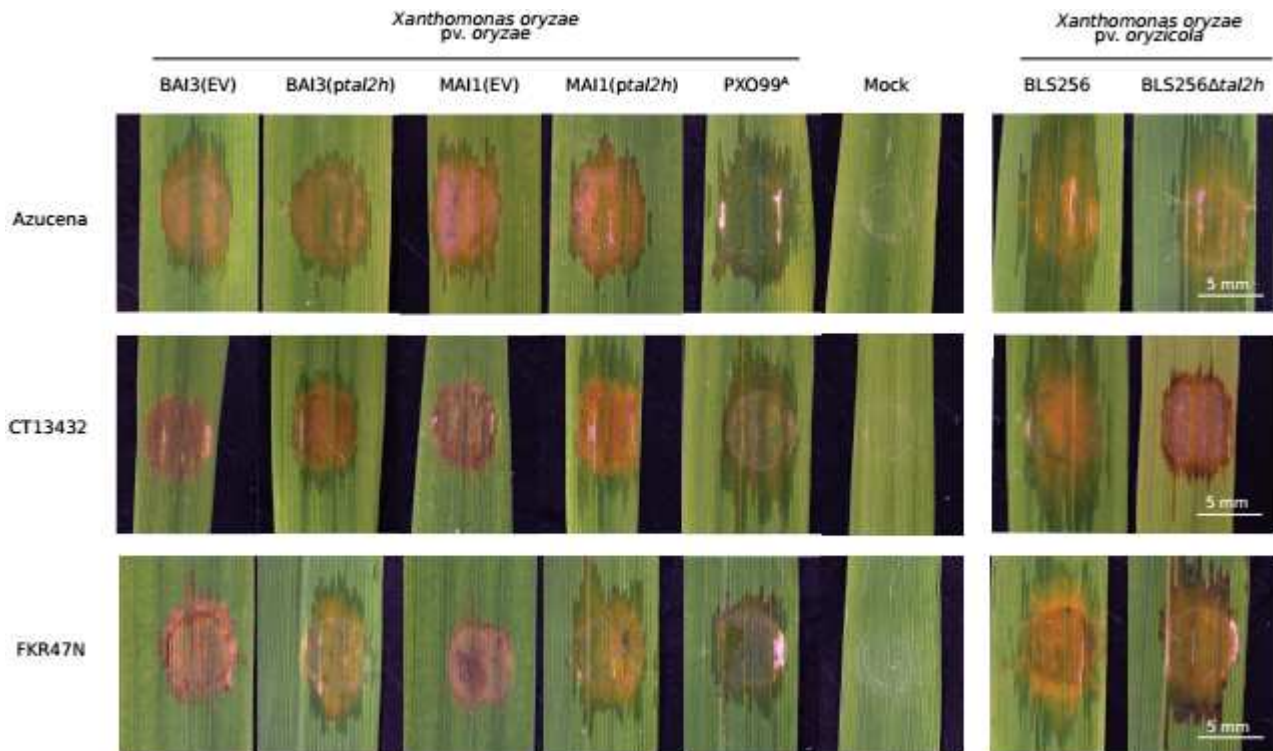 Xanthomonas oryzae
pv. oryzae
Xanthomonas oryzae
pv. oryzicola
BAI3(EV) BAI3(ptal2h) MAI1(EV) MAI1(ptal2h) PXO99ᴬ Mock BLS256 BLS256Δtal2h
Azucena
5 mm
CT13432
5 mm
FKR47N
5 mm